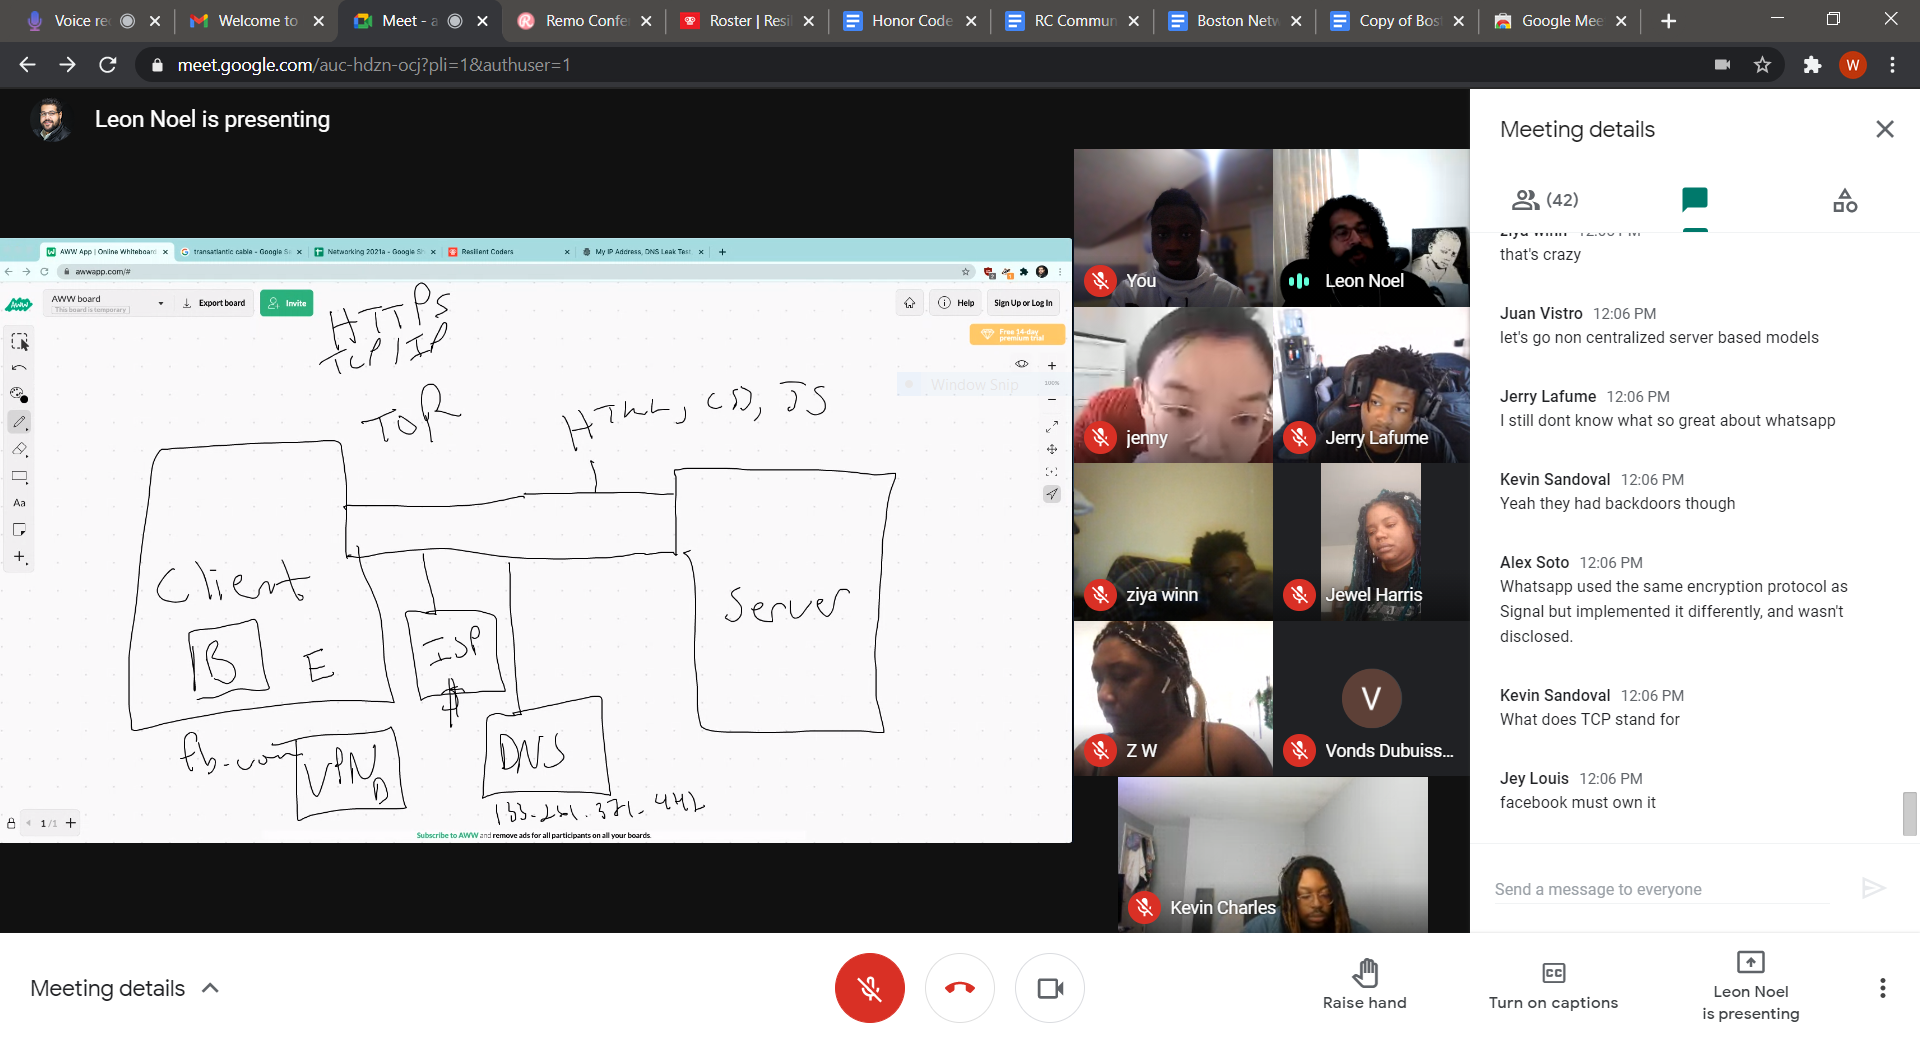 Voice re
Welcome to
Meet - a
Remo Confe
Roster | Resil
Honor Code
RC Commun
Boston Netw
Copy of Bos
Google Mee
meet.google.com/auc-hdzn-ocj?pli=1&authuser=1
W
Leon Noel is presenting
AWW App | Online Whiteboard
transatlantic cable - Google Se
Networking 2021a - Google Sh
Resilient Coders
My IP Address, DNS Leak Test
awwapp.com/#
AWW board
[This board is temporary]
Export board
Invite
Help
Sign Up or Log In
Free 14-day
premium trial
Window Snip
100%
Aa
HTTPS
TCP/IP
TOR
HTML, CSS, JS
Client
B
E
ISP
Server
VPN
D
DNS
1 /1
Subscribe to AWW and remove ads for all participants on all your boards.
You
Leon Noel
jenny
Jerry Lafume
ziya winn
Jewel Harris
Z W
V
Vonds Dubuiss...
Kevin Charles
Meeting details
(42)
ziya winn
that's crazy
Juan Vistro 12:06 PM
let's go non centralized server based models
Jerry Lafume 12:06 PM
I still dont know what so great about whatsapp
Kevin Sandoval 12:06 PM
Yeah they had backdoors though
Alex Soto 12:06 PM
Whatsapp used the same encryption protocol as
Signal but implemented it differently, and wasn't
disclosed.
Kevin Sandoval 12:06 PM
What does TCP stand for
Jey Louis 12:06 PM
facebook must own it
Send a message to everyone
Meeting details
Raise hand
Turn on captions
Leon Noel
is presenting